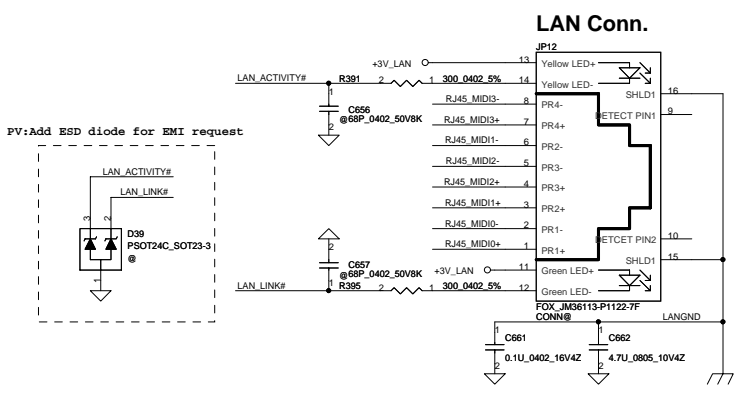 LAN Conn.
JP12
+3V_LAN 13 Yellow LED+
LAN_ACTIVITY# R391 2 1 300_0402_5% 14 Yellow LED-
SHLD1 16
1 C656 @68P_0402_50V8K 2
RJ45_MIDI3- 8 PR4-
DETECT PIN1 9
RJ45_MIDI3+ 7 PR4+
RJ45_MIDI1- 6 PR2-
RJ45_MIDI2- 5 PR3-
RJ45_MIDI2+ 4 PR3+
RJ45_MIDI1+ 3 PR2+
RJ45_MIDI0- 2 PR1-
DETCET PIN2 10
RJ45_MIDI0+ 1 PR1+
SHLD1 15
2 C657 @68P_0402_50V8K 1
+3V_LAN 11 Green LED+
LAN_LINK# R395 2 1 300_0402_5% 12 Green LED-
FOX_JM36113-P1122-7F
CONN@
LANGND
1 C661 0.1U_0402_16V4Z 2
1 C662 4.7U_0805_10V4Z 2
PV:Add ESD diode for EMI request
LAN_ACTIVITY#
LAN_LINK#
3 2
D39
PSOT24C_SOT23-3
@
1